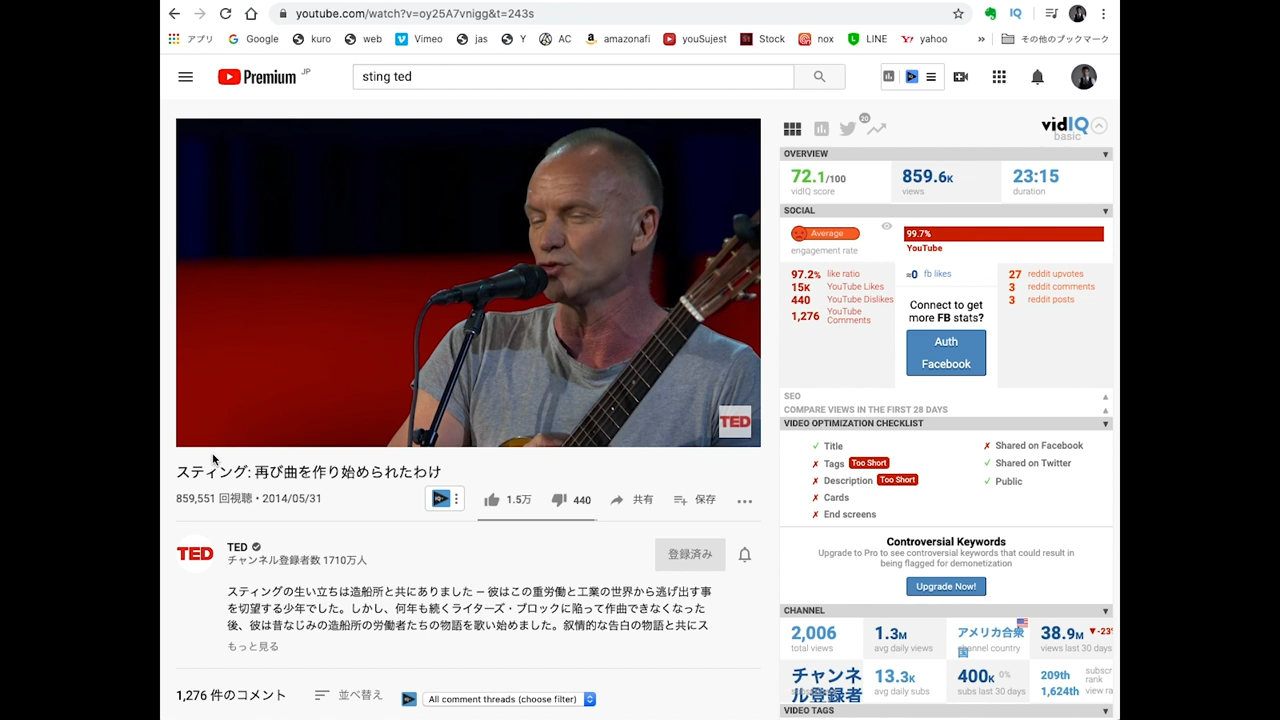 youtube.com/watch?v=oy25A7vnigg&t=243s
アプリ Google kuro web Vimeo jas Y AC amazonafi youSujest Stock nox LINE yahoo » その他のブックマーク
Premium JP
sting ted
20
vidIQ
basic
OVERVIEW
72.1/100 859.6K 23:15
vidIQ score views duration
SOCIAL
Average 99.7%
engagement rate YouTube
97.2% like ratio ≈0 fb likes 27 reddit upvotes
15K YouTube Likes 3 reddit comments
440 YouTube Dislikes 3 reddit posts
1,276 YouTube Comments
Connect to get
more FB stats?
Auth
Facebook
SEO
COMPARE VIEWS IN THE FIRST 28 DAYS
VIDEO OPTIMIZATION CHECKLIST
✓ Title ✗ Shared on Facebook
✗ Tags Too Short ✓ Shared on Twitter
✗ Description Too Short ✓ Public
✗ Cards
✗ End screens
Controversial Keywords
Upgrade to Pro to see controversial keywords that could result in
being flagged for demonetization
Upgrade Now!
CHANNEL
2,006 1.3M アメリカ合衆国 38.9M ▼-23%
total views avg daily views channel country views last 30 days
チャンネル登録者 13.3K 400K 0% 209th subscr rank
avg daily subs subs last 30 days 1,624th view ra
VIDEO TAGS
TED
スティング: 再び曲を作り始められたわけ
859,551 回視聴・2014/05/31 1.5万 440 共有 保存
TED
TED
チャンネル登録者数 1710万人
登録済み
スティングの生い立ちは造船所と共にありました ‒ 彼はこの重労働と工業の世界から逃げ出す事
を切望する少年でした。しかし、何年も続くライターズ・ブロックに陥って作曲できなくなった
後、彼は昔なじみの造船所の労働者たちの物語を歌い始めました。叙情的な告白の物語と共にス
もっと見る
1,276 件のコメント 並べ替え All comment threads (choose filter)